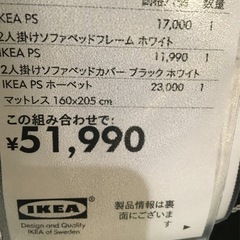 数量
IKEA PS 17,000 1
2人掛けソファベッドフレーム ホワイト
IKEA PS 11,990 1
2人掛けソファベッドカバー ブラック ホワイト
IKEA PS ホーベット 23,000 1
マットレス 160x205 cm
この組み合わせで:
¥51,990
IKEA
Design and Quality
IKEA of Sweden
製品情報は裏
面にございま
す